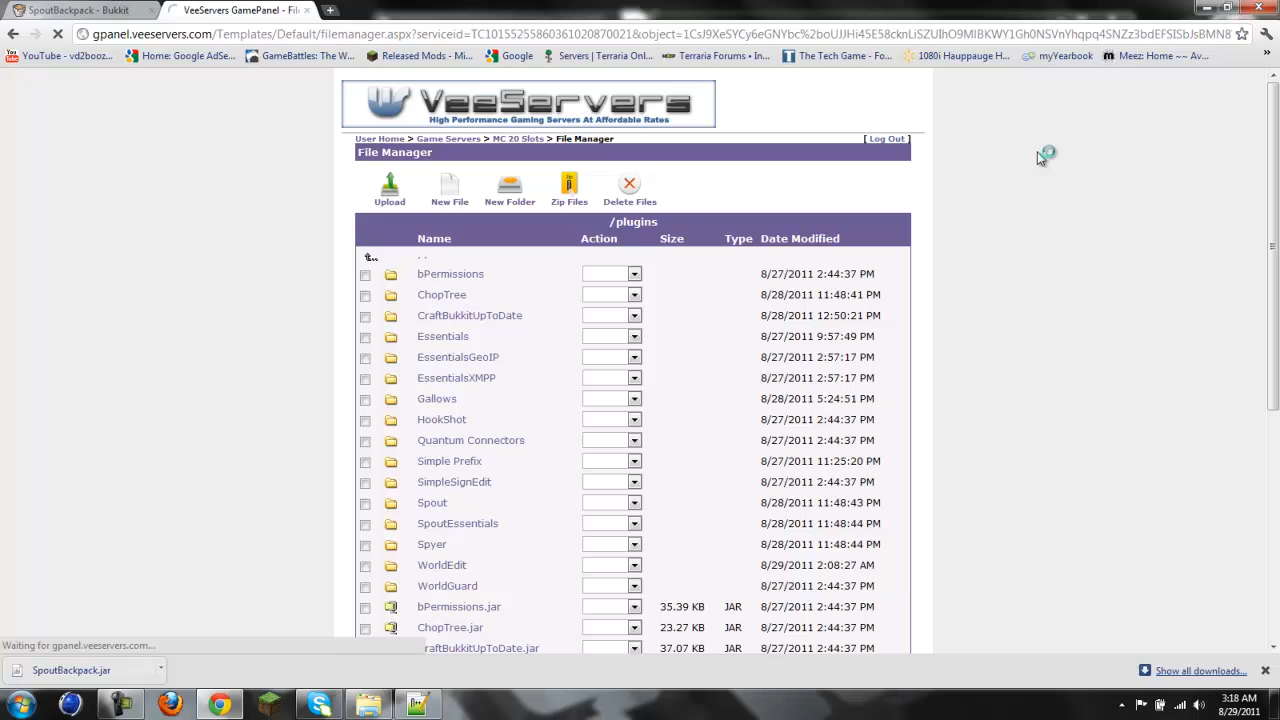 SpoutBackpack - Bukkit
VeeServers GamePanel - Fil
gpanel.veeservers.com/Templates/Default/filemanager.aspx?serviceid=
YouTube - vd2booz...
Home: Google AdSe...
GameBattles: The W...
Released Mods - Mi...
Google
Servers | Terraria Onl...
Terraria Forums • In...
The Tech Game - Fo...
1080i Hauppauge H...
myYearbook
Meez: Home ~~ Av...
VeeServers
High Performance Gaming Servers At Affordable Rates
User Home > Game Servers > MC 20 Slots > File Manager [ Log Out ]
File Manager
Upload New File New Folder Zip Files Delete Files
/plugins
Name Action Size Type Date Modified
. .
bPermissions 8/27/2011 2:44:37 PM
ChopTree 8/28/2011 11:48:41 PM
CraftBukkitUpToDate 8/28/2011 12:50:21 PM
Essentials 8/27/2011 9:57:49 PM
EssentialsGeoIP 8/27/2011 2:57:17 PM
EssentialsXMPP 8/27/2011 2:57:17 PM
Gallows 8/28/2011 5:24:51 PM
HookShot 8/27/2011 2:44:37 PM
Quantum Connectors 8/27/2011 2:44:37 PM
Simple Prefix 8/27/2011 11:25:20 PM
SimpleSignEdit 8/27/2011 2:44:37 PM
Spout 8/28/2011 11:48:43 PM
SpoutEssentials 8/28/2011 11:48:44 PM
Spyer 8/28/2011 11:48:44 PM
WorldEdit 8/29/2011 2:08:27 AM
WorldGuard 8/27/2011 2:44:37 PM
bPermissions.jar 35.39 KB JAR 8/27/2011 2:44:37 PM
ChopTree.jar 23.27 KB JAR 8/27/2011 2:44:37 PM
raftBukkitUpToDate.jar 37.07 KB JAR 8/27/2011 2:44:37 PM
Waiting for gpanel.veeservers.com...
SpoutBackpack.jar
Show all downloads...
3:18 AM
8/29/2011